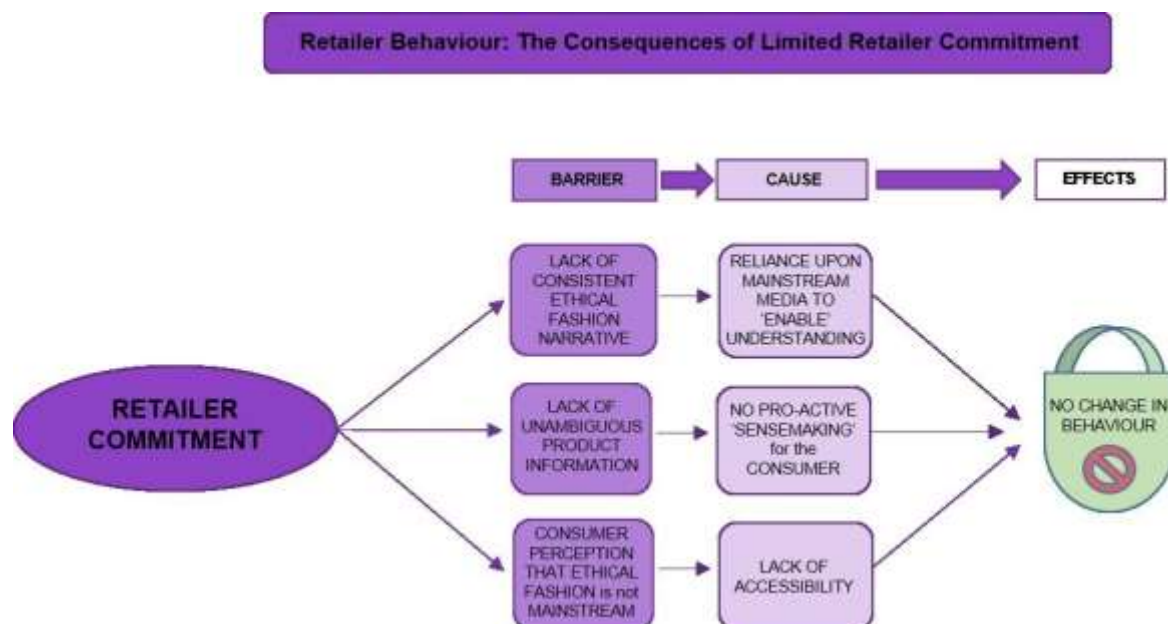 Retailer Behaviour: The Consequences of Limited Retailer Commitment
BARRIER
CAUSE
EFFECTS
LACK OF
CONSISTENT
ETHICAL
FASHION
NARRATIVE
RELIANCE UPON
MAINSTREAM
MEDIA TO
'ENABLE'
UNDERSTANDING
RETAILER
COMMITMENT
LACK OF
UNAMBIGUOUS
PRODUCT
INFORMATION
NO PRO-ACTIVE
'SENSEMAKING'
for the
CONSUMER
NO CHANGE IN
BEHAVIOUR
CONSUMER
PERCEPTION
THAT ETHICAL
FASHION is not
MAINSTREAM
LACK OF
ACCESSIBILITY